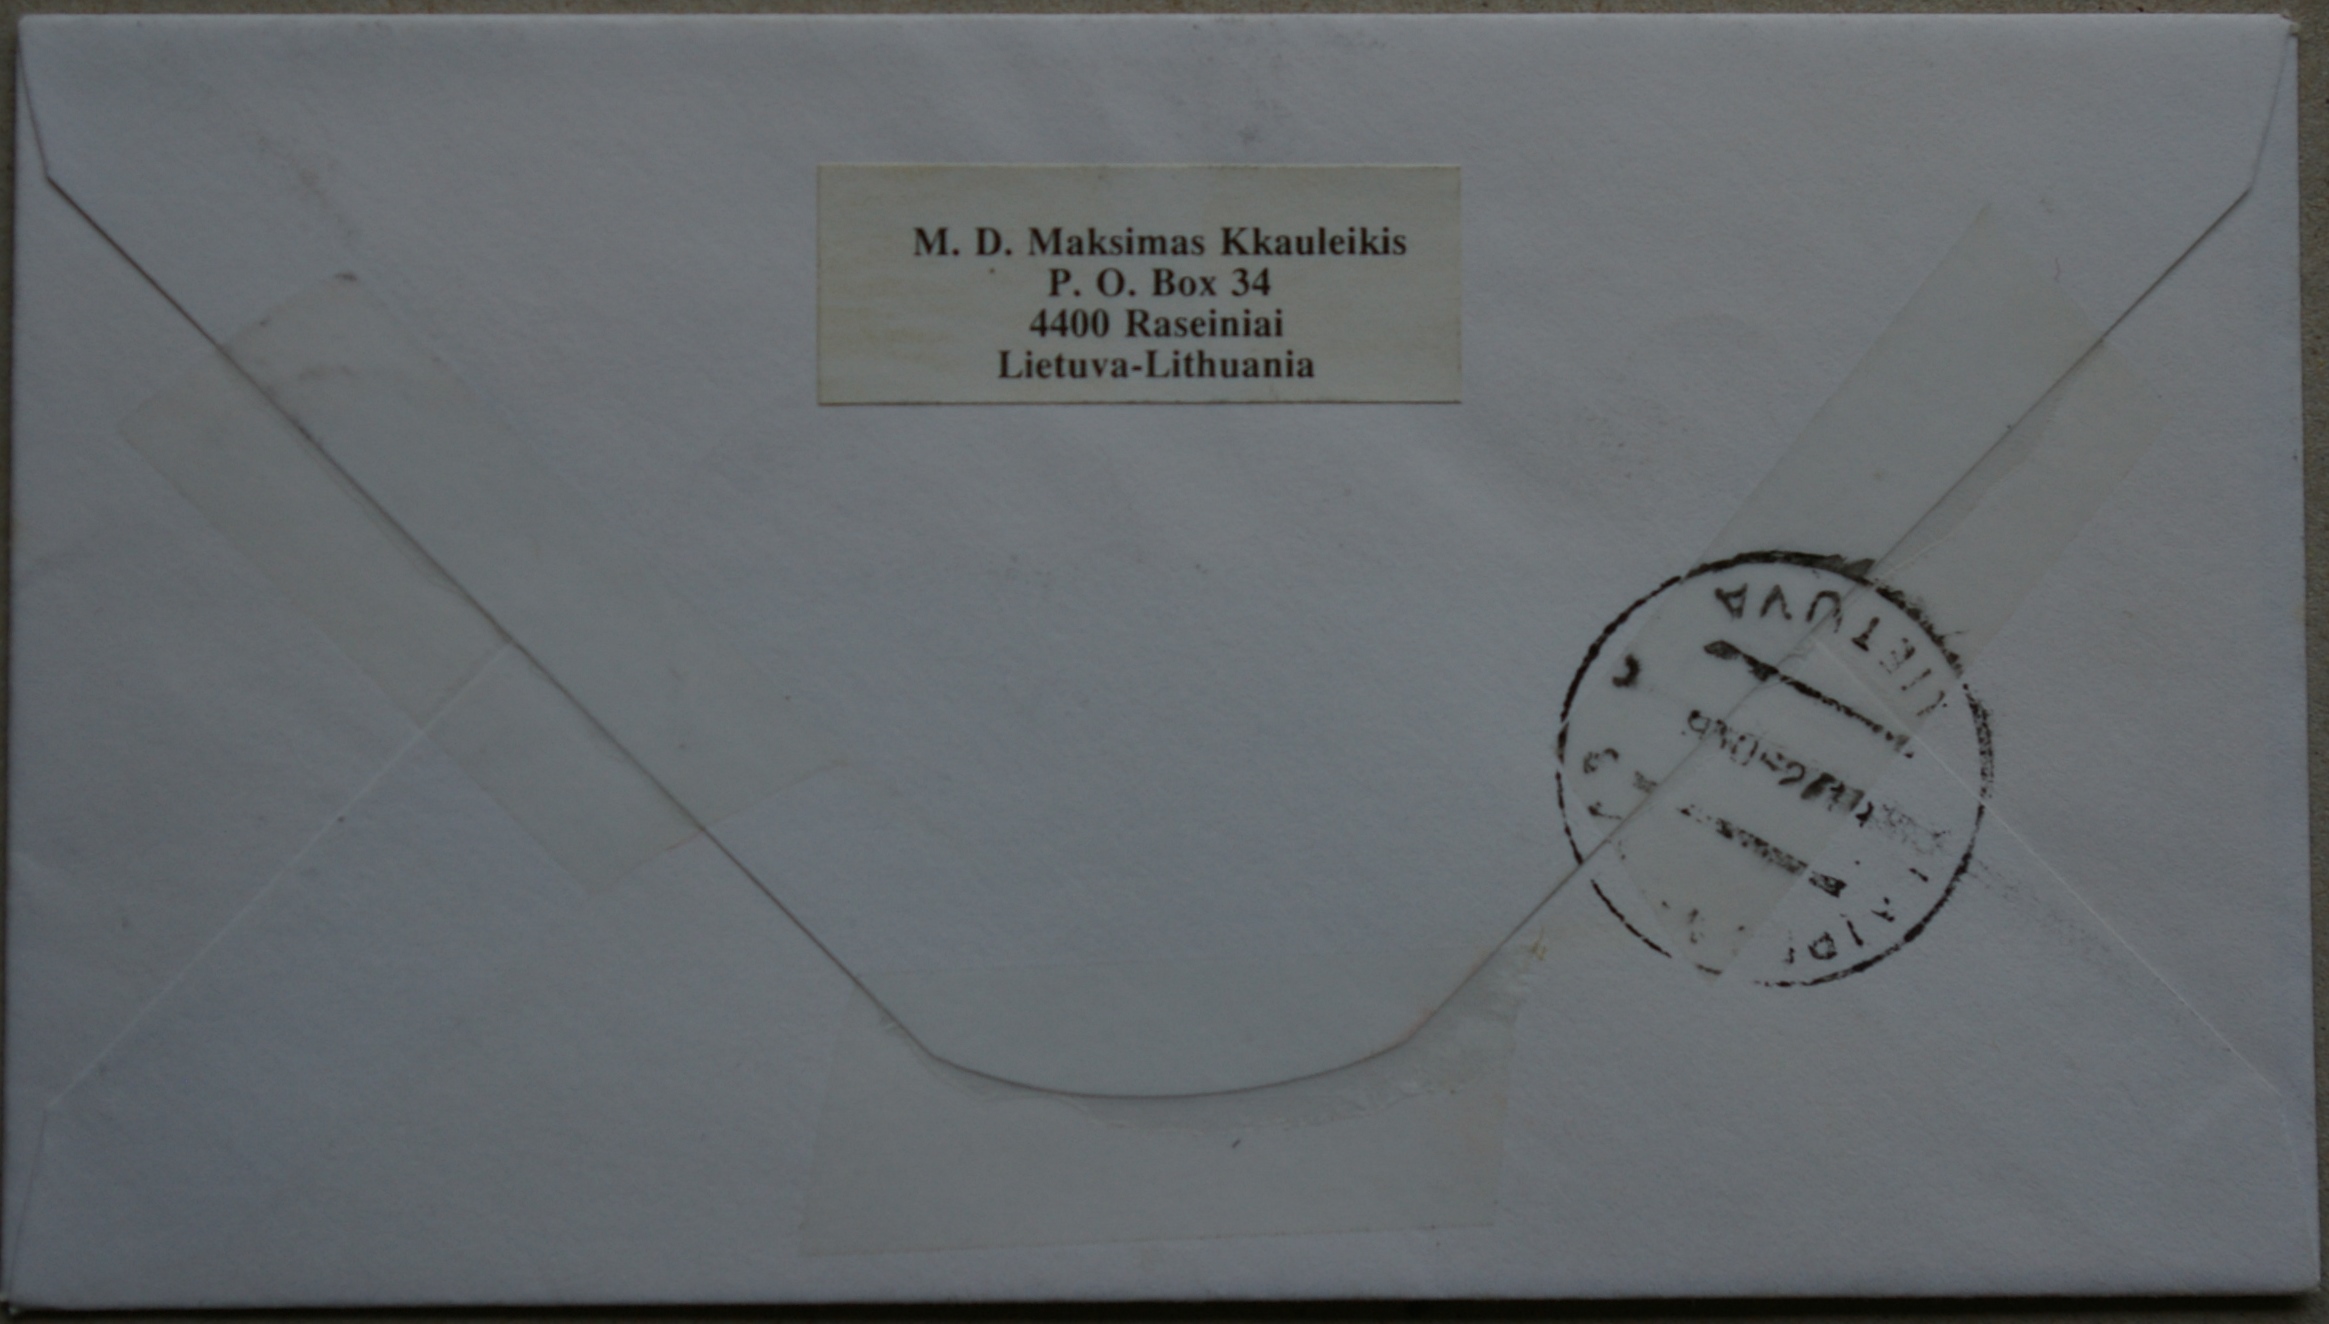 M. D. Maksimas Kkauleikis
P. O. Box 34
4400 Raseiniai
Lietuva-Lithuania
LIETUVA